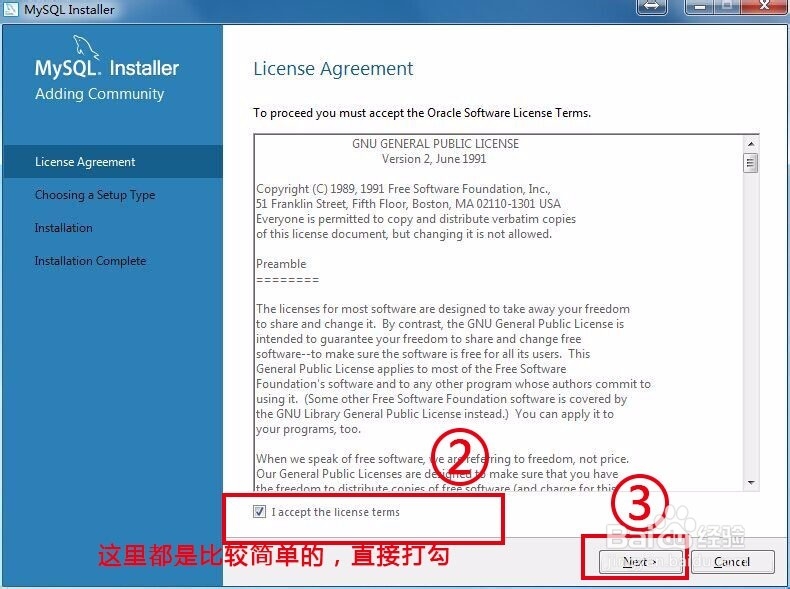 MySQL Installer
MySQL. Installer
Adding Community
License Agreement
Choosing a Setup Type
Installation
Installation Complete
License Agreement
To proceed you must accept the Oracle Software License Terms.
GNU GENERAL PUBLIC LICENSE
Version 2, June 1991
Copyright (C) 1989, 1991 Free Software Foundation, Inc.,
51 Franklin Street, Fifth Floor, Boston, MA 02110-1301 USA
Everyone is permitted to copy and distribute verbatim copies
of this license document, but changing it is not allowed.
Preamble
========
The licenses for most software are designed to take away your freedom
to share and change it. By contrast, the GNU General Public License is
intended to guarantee your freedom to share and change free
software--to make sure the software is free for all its users. This
General Public License applies to most of the Free Software
Foundation's software and to any other program whose authors commit to
using it. (Some other Free Software Foundation software is covered by
the GNU Library General Public License instead.) You can apply it to
your programs, too.
When we speak of free software, we are referring to freedom, not price.
Our General Public Licenses are designed to make sure that you have
the freedom to distribute copies of free software (and charge for this
②
I accept the license terms
③
这里都是比较简单的，直接打勾
Baidu经验
Next >
Cancel